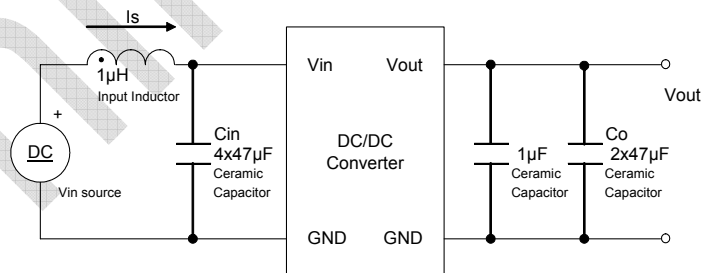 Is
1µH
Input Inductor
+
DC
Vin source
Cin
4x47µF
Ceramic
Capacitor
Vin Vout
DC/DC
Converter
GND GND
1µF
Ceramic
Capacitor
Co
2x47µF
Ceramic
Capacitor
Vout